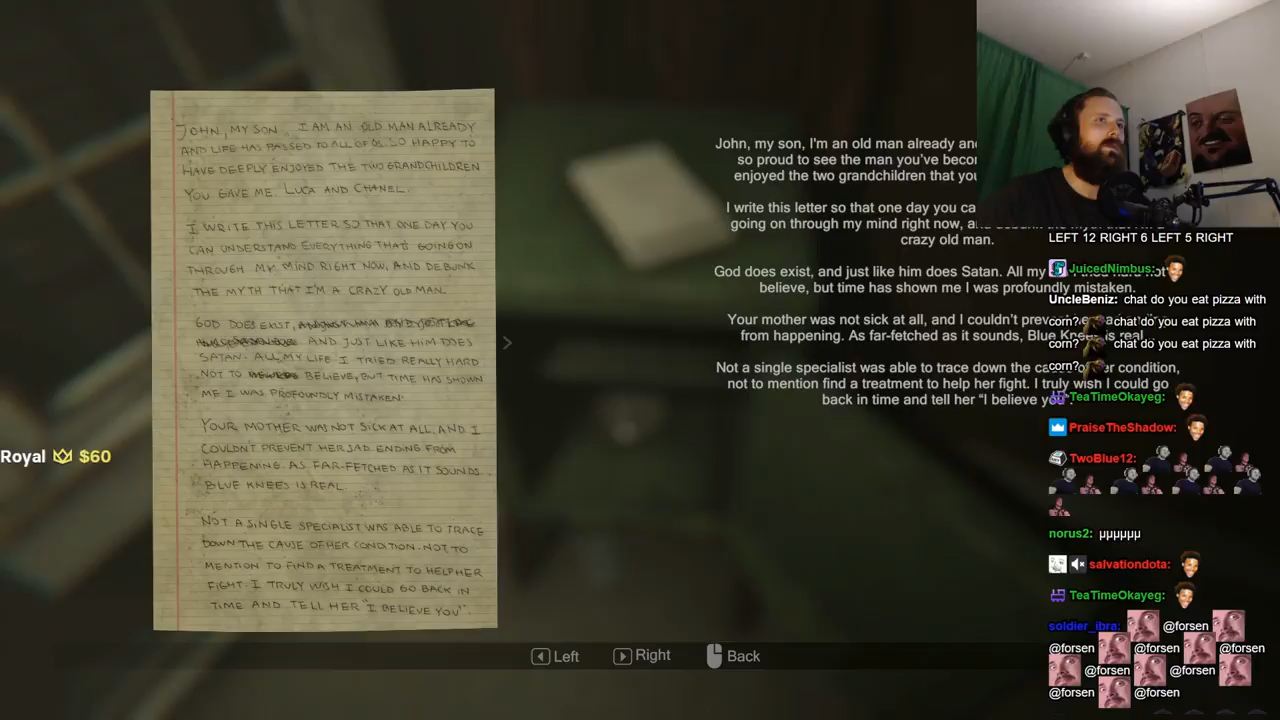 JOHN, MY SON. I AM AN OLD MAN ALREADY
AND LIFE HAS PASSED TO ALL OF US. SO HAPPY TO
HAVE DEEPLY ENJOYED THE TWO GRANDCHILDREN
YOU GAVE ME. LUCA AND CHANEL.
I WRITE THIS LETTER SO THAT ONE DAY YOU
CAN UNDERSTAND EVERYTHING THAT'S GOING ON
THROUGH MY MIND RIGHT NOW, AND DEBUNK
THE MYTH THAT I'M A CRAZY OLD MAN.
GOD DOES EXIST,
AND JUST LIKE HIM DOES
SATAN. ALL MY LIFE I TRIED REALLY HARD
NOT TO BELIEVE, BUT TIME HAS SHOWN
ME I WAS PROFOUNDLY MISTAKEN.
YOUR MOTHER WAS NOT SICK AT ALL, AND I
COULDN'T PREVENT HER SAD ENDING FROM
HAPPENING. AS FAR-FETCHED AS IT SOUNDS
BLUE KNEES IS REAL.
NOT A SINGLE SPECIALIST WAS ABLE TO TRACE
DOWN THE CAUSE OF HER CONDITION. NOT TO
MENTION TO FIND A TREATMENT TO HELP HER
FIGHT. I TRULY WISH I COULD GO BACK IN
TIME AND TELL HER "I BELIEVE YOU".
John, my son, I'm an old man already and
so proud to see the man you've becom
enjoyed the two grandchildren that you
I write this letter so that one day you ca
going on through my mind right now,
crazy old man.
God does exist, and just like him does Satan. All my not
believe, but time has shown me I was profoundly mistaken.
Your mother was not sick at all, and I couldn't prev
from happening. As far-fetched as it sounds, Blue Knees is real
Not a single specialist was able to trace down the condition,
not to mention find a treatment to help her fight. I truly wish I could go
back in time and tell her “I believe
Royal $60
Left Right Back
LEFT 12 RIGHT 6 LEFT 5 RIGHT
JuicedNimbus:
UncleBeniz: chat do you eat pizza with
corn? chat do you eat pizza with
corn? chat do you eat pizza with
corn?
TeaTimeOkayeg:
PraiseTheShadow:
TwoBlue12:
norus2: μμμμμμ
salvationdota:
TeaTimeOkayeg:
soldier_ibra: @forsen
@forsen @forsen @forsen
@forsen @forsen
@forsen @forsen